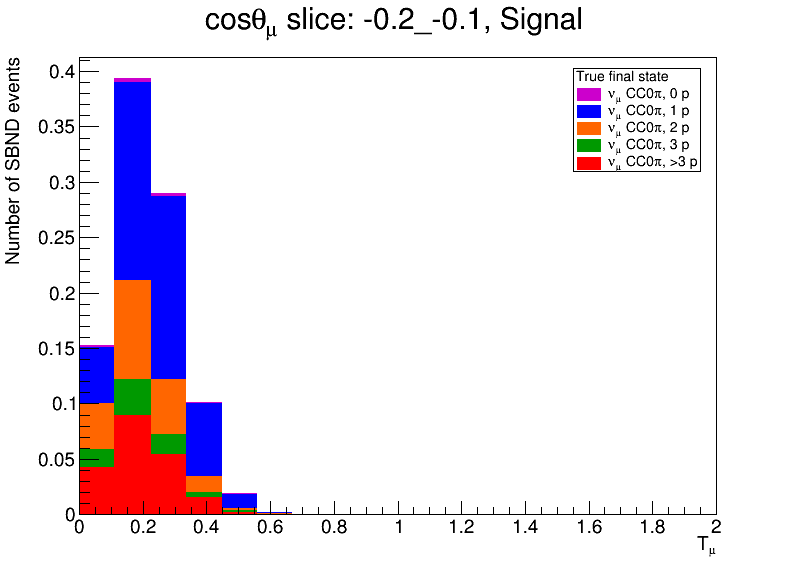 cosθμ slice: -0.2_-0.1, Signal
Number of SBND events
0.4
0.35
0.3
0.25
0.2
0.15
0.1
0.05
0
True final state
νμ CC0π, 0 p
νμ CC0π, 1 p
νμ CC0π, 2 p
νμ CC0π, 3 p
νμ CC0π, >3 p
0 0.2 0.4 0.6 0.8 1 1.2 1.4 1.6 1.8 2
Tμ